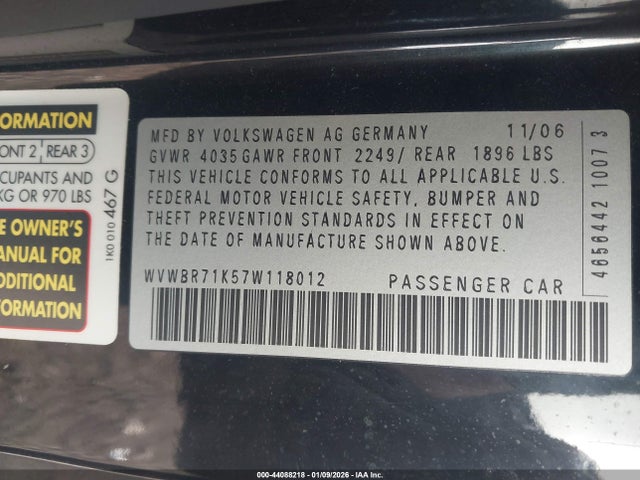 ORMATION
ONT 2 REAR 3
CUPANTS AND
KG OR 970 LBS
E OWNER'S
ANUAL FOR
DDITIONAL
FORMATION
1K0 010 467 G
MFD BY VOLKSWAGEN AG GERMANY 11/06
GVWR 4035 GAWR FRONT 2249/ REAR 1896 LBS
THIS VEHICLE CONFORMS TO ALL APPLICABLE U.S.
FEDERAL MOTOR VEHICLE SAFETY, BUMPER AND
THEFT PREVENTION STANDARDS IN EFFECT ON
THE DATE OF MANUFACTURE SHOWN ABOVE.
WVWBR71K57W118012 PASSENGER CAR
4656442 10073
000-44088218 - 01/09/2026 - IAA Inc.